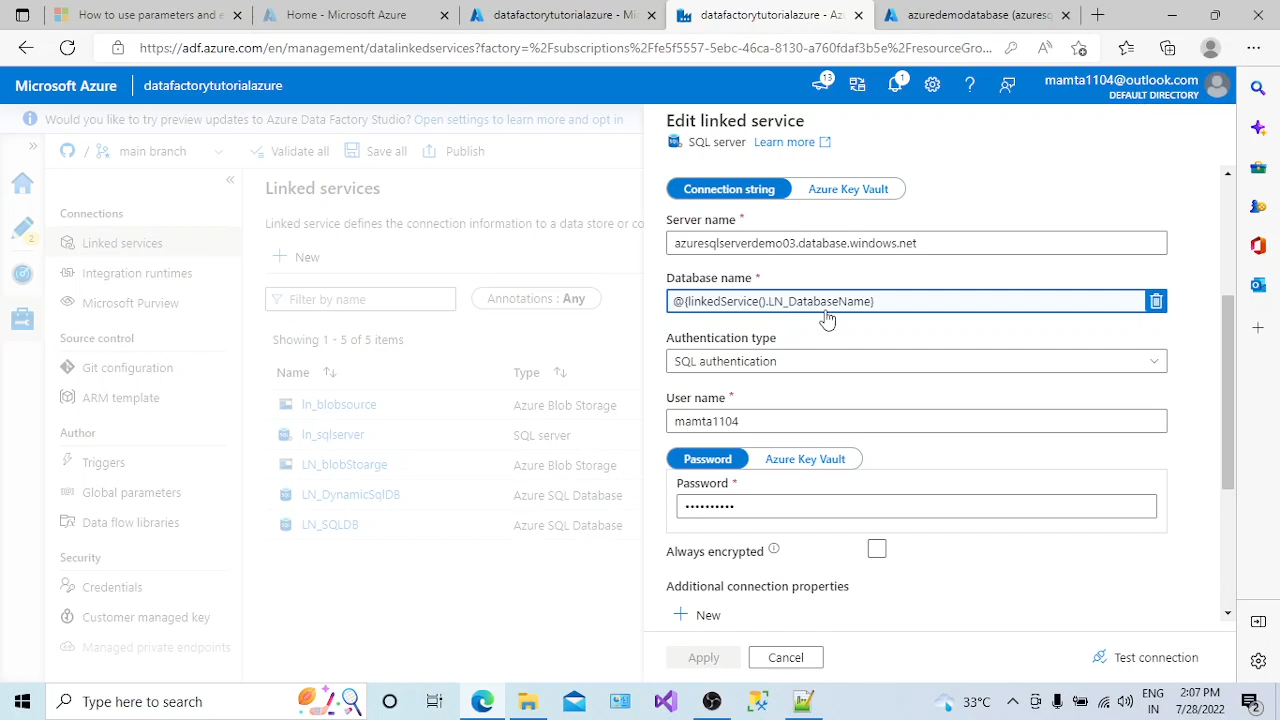 Tutorials to start and e
Home - Microsoft Azure
azuretutorialblob - Mic
datafactorytutorialAzur
azuresqldemo03 (azuresq
https://adf.azure.com/en/management/datalinkedservices?factory=%2Fsubscriptions%2Ffe5f5557-5ebc-46ca-8130-a760fdaf3b5e%2FresourceGro...
Microsoft Azure
datafactorytutorialazure
13
1
mamta1104@outlook.com
DEFAULT DIRECTORY
Would you like to try preview updates to Azure Data Factory Studio? Open settings to learn more and opt in
/ main branch
Validate all
Save all
Publish
Connections
Linked services
Integration runtimes
Microsoft Purview
Source control
Git configuration
ARM template
Author
Triggers
Global parameters
Data flow libraries
Security
Credentials
Customer managed key
Managed private endpoints
Linked services
Linked service defines the connection information to a data store or co
New
Filter by name
Annotations : Any
Showing 1 - 5 of 5 items
Name Type
ln_blobsource Azure Blob Storage
ln_sqlserver SQL server
LN_blobStoarge Azure Blob Storage
LN_DynamicSqlDB Azure SQL Database
LN_SQLDB Azure SQL Database
Edit linked service
SQL server Learn more
Connection string Azure Key Vault
Server name *
azuresqlserverdemo03.database.windows.net
Database name *
@{linkedService().LN_DatabaseName}
Authentication type
SQL authentication
User name *
mamta1104
Password Azure Key Vault
Password *
••••••••••
Always encrypted
Additional connection properties
New
Apply
Cancel
Test connection
Type here to search
33°C
ENG
IN
2:07 PM
7/28/2022
2